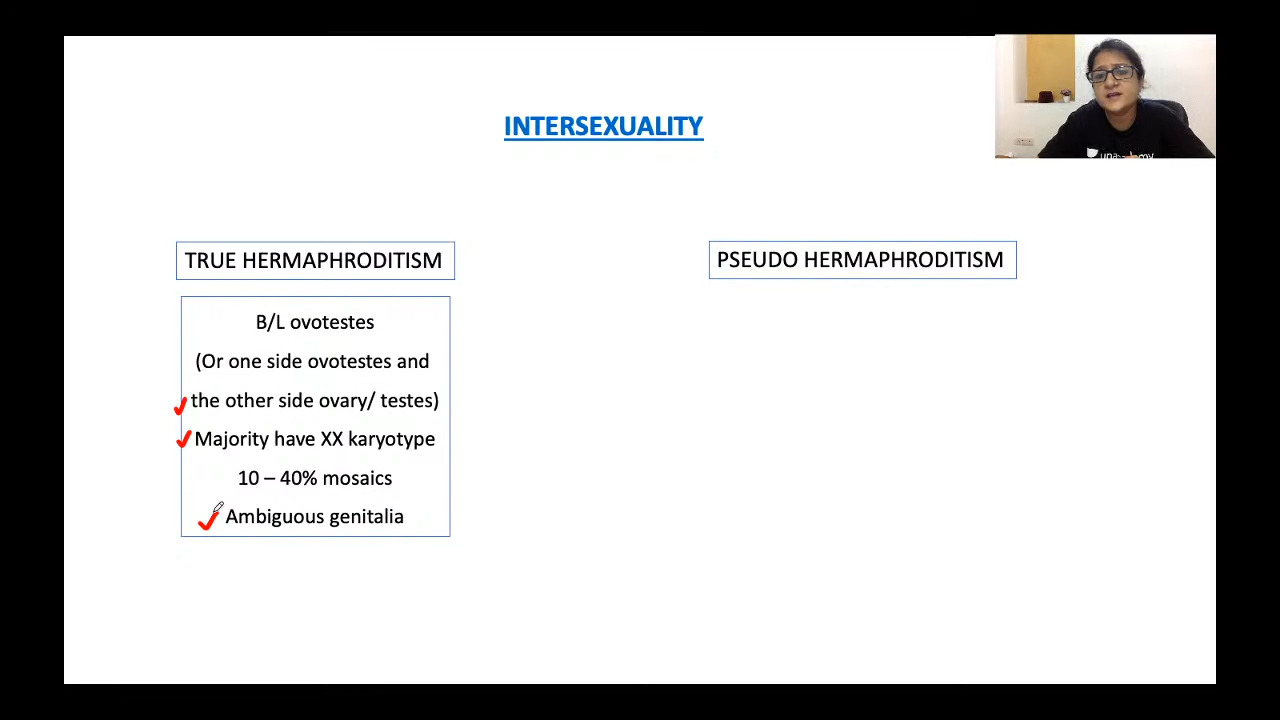 INTERSEXUALITY
TRUE HERMAPHRODITISM
B/L ovotestes
(Or one side ovotestes and
the other side ovary/ testes)
Majority have XX karyotype
10 – 40% mosaics
Ambiguous genitalia
PSEUDO HERMAPHRODITISM